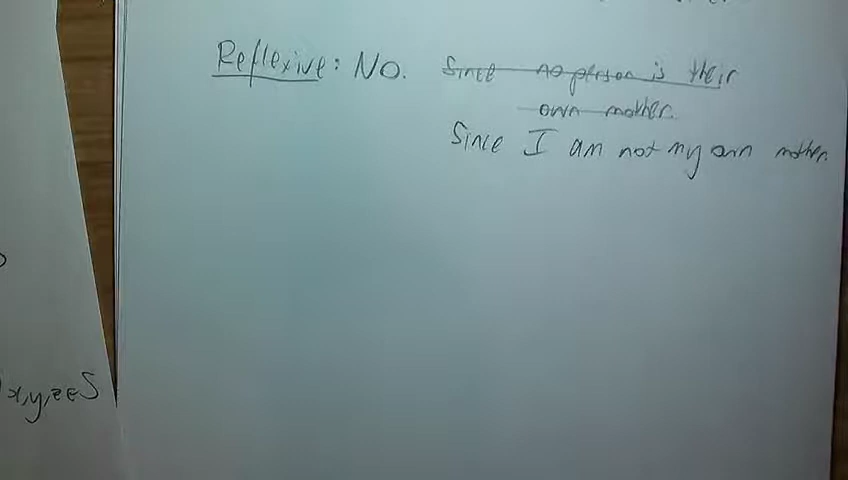 Reflexive: No. Since no person is their
own mother.
Since I am not my own mother.
x,y,z∈S